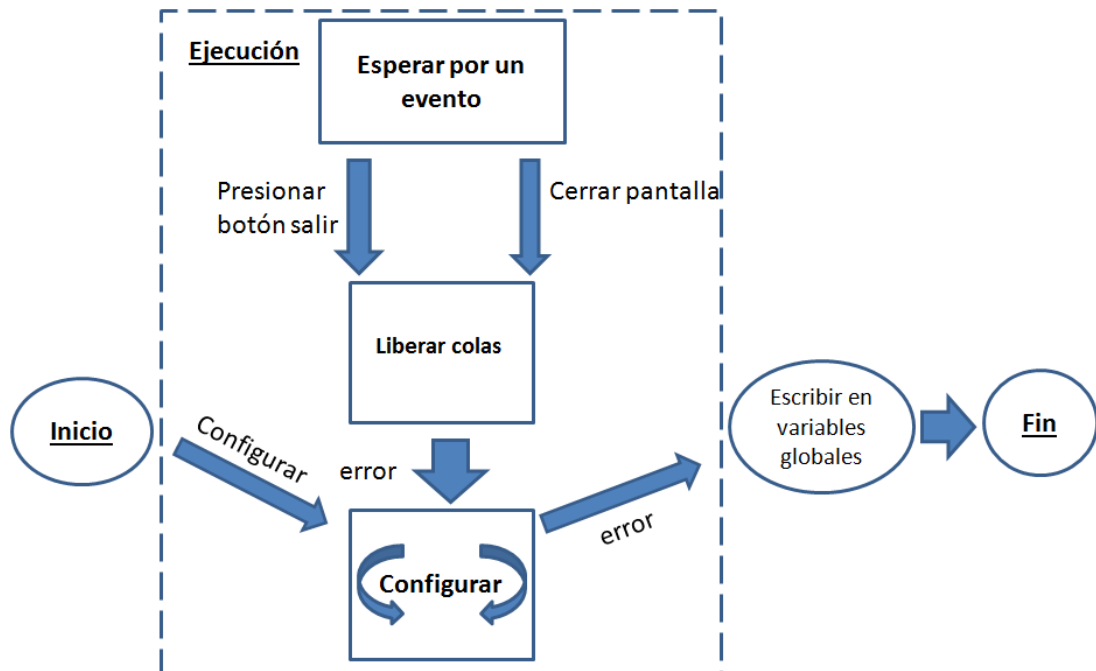 Ejecución
Esperar por un
evento
Presionar
botón salir
Cerrar pantalla
Liberar colas
Inicio
Configurar
error
Configurar
error
Escribir en
variables
globales
Fin